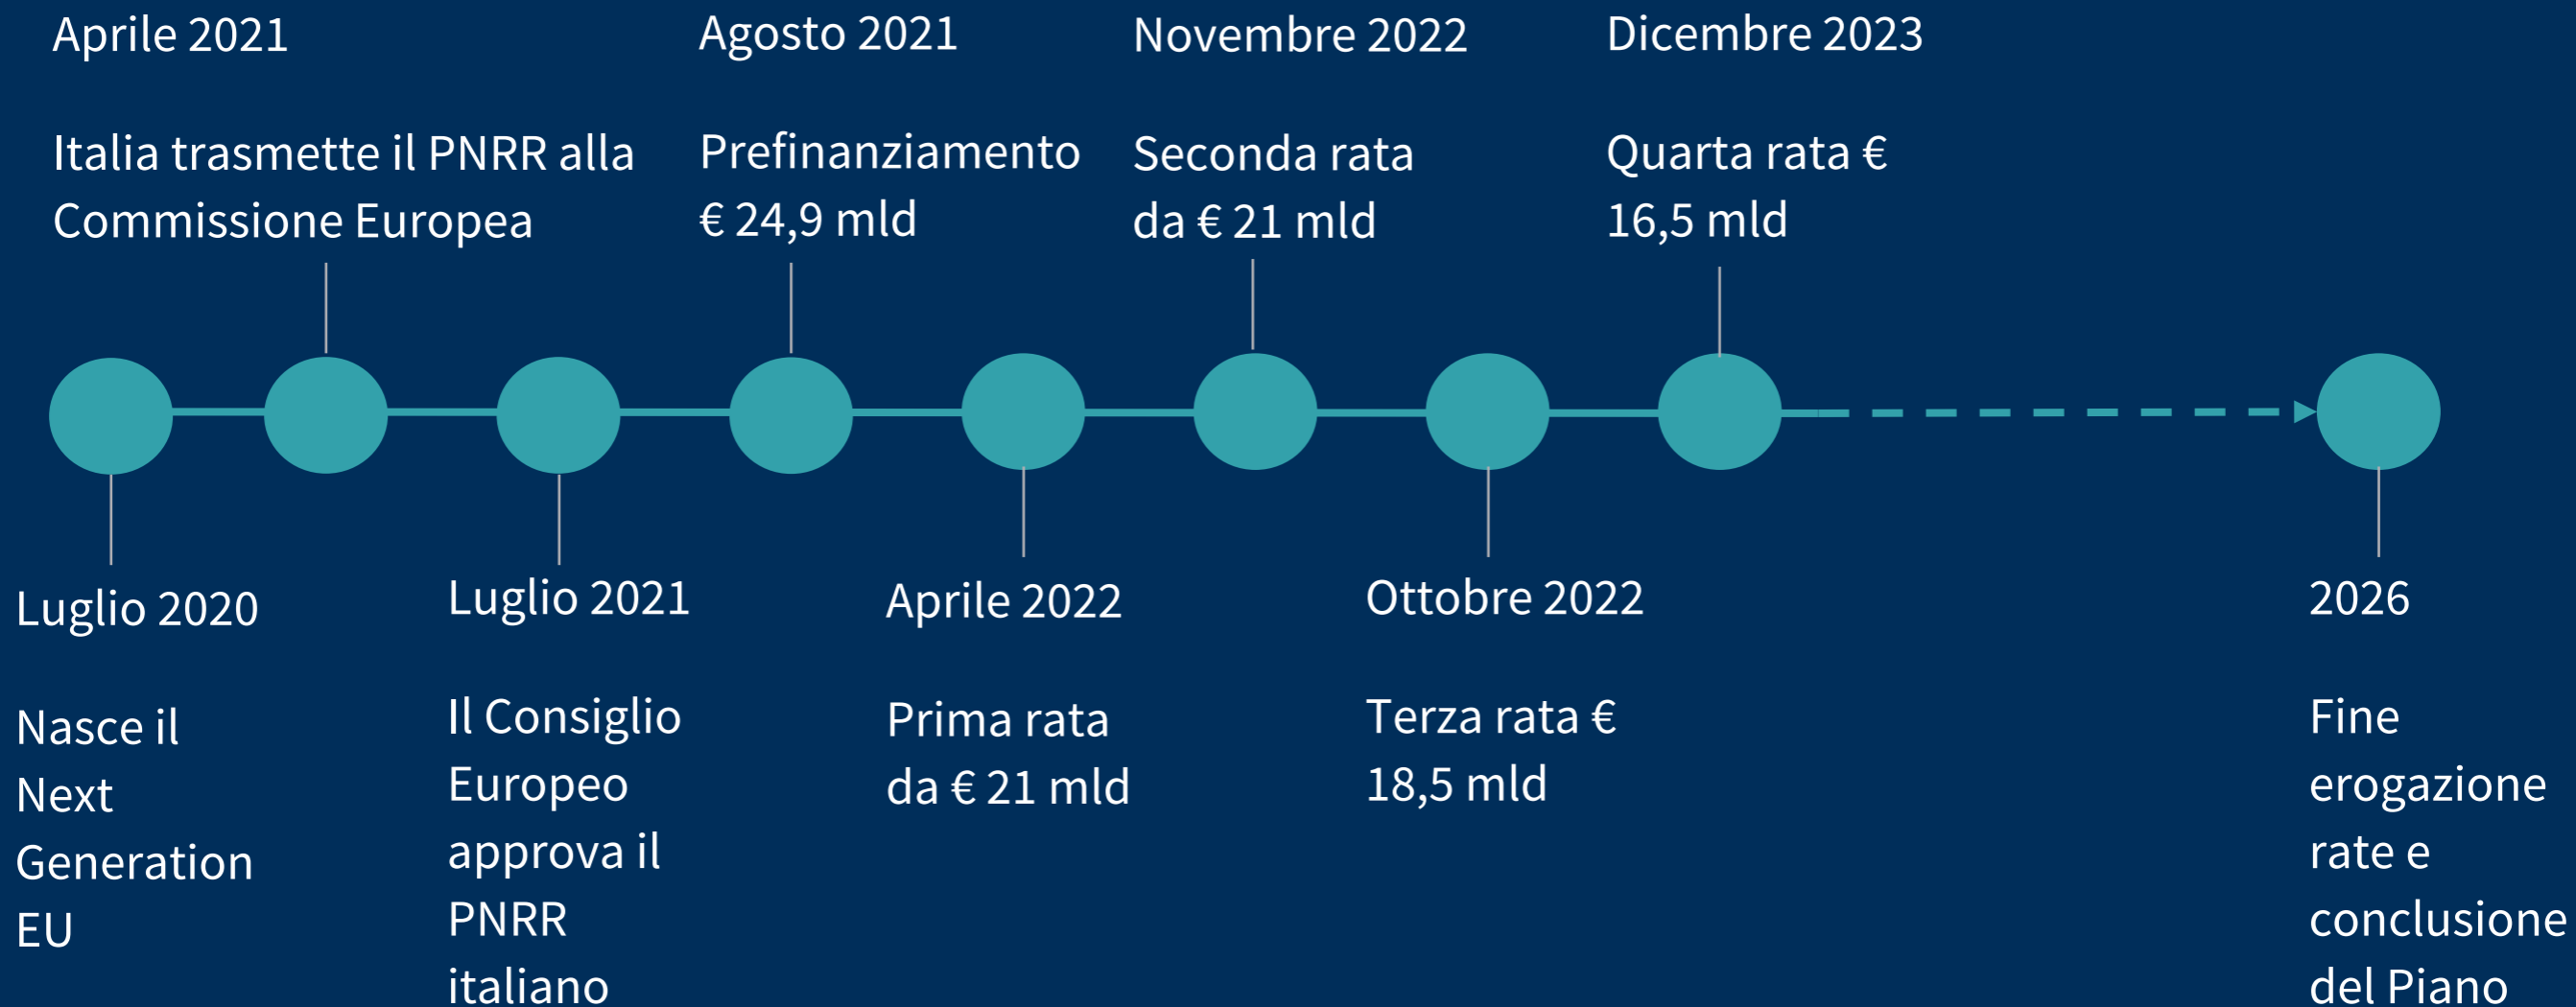 Aprile 2021
Italia trasmette il PNRR alla
Commissione Europea
Agosto 2021
Prefinanziamento
€ 24,9 mld
Novembre 2022
Seconda rata
da € 21 mld
Dicembre 2023
Quarta rata €
16,5 mld
Luglio 2020
Nasce il
Next
Generation
EU
Luglio 2021
Il Consiglio
Europeo
approva il
PNRR
italiano
Aprile 2022
Prima rata
da € 21 mld
Ottobre 2022
Terza rata €
18,5 mld
2026
Fine
erogazione
rate e
conclusione
del Piano